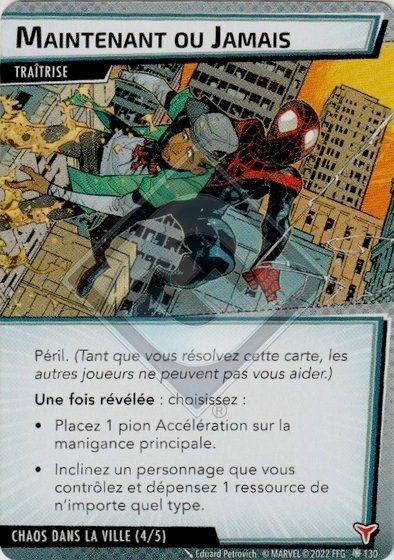 Maintenant ou Jamais
TRAÎTRISE
Péril. (Tant que vous résolvez cette carte, les
autres joueurs ne peuvent pas vous aider.)
Une fois révélée : choisissez :
• Placez 1 pion Accélération sur la
manigance principale.
• Inclinez un personnage que vous
contrôlez et dépensez 1 ressource de
n'importe quel type.
CHAOS DANS LA VILLE (4/5)
Eduard Petrovich © MARVEL © 2022 FFG 130
®